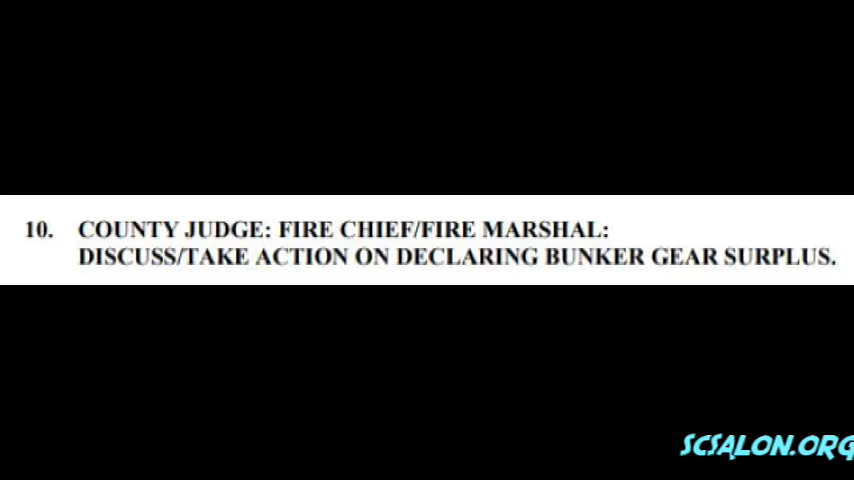 10. COUNTY JUDGE: FIRE CHIEF/FIRE MARSHAL:
DISCUSS/TAKE ACTION ON DECLARING BUNKER GEAR SURPLUS.
SCSALON.ORG